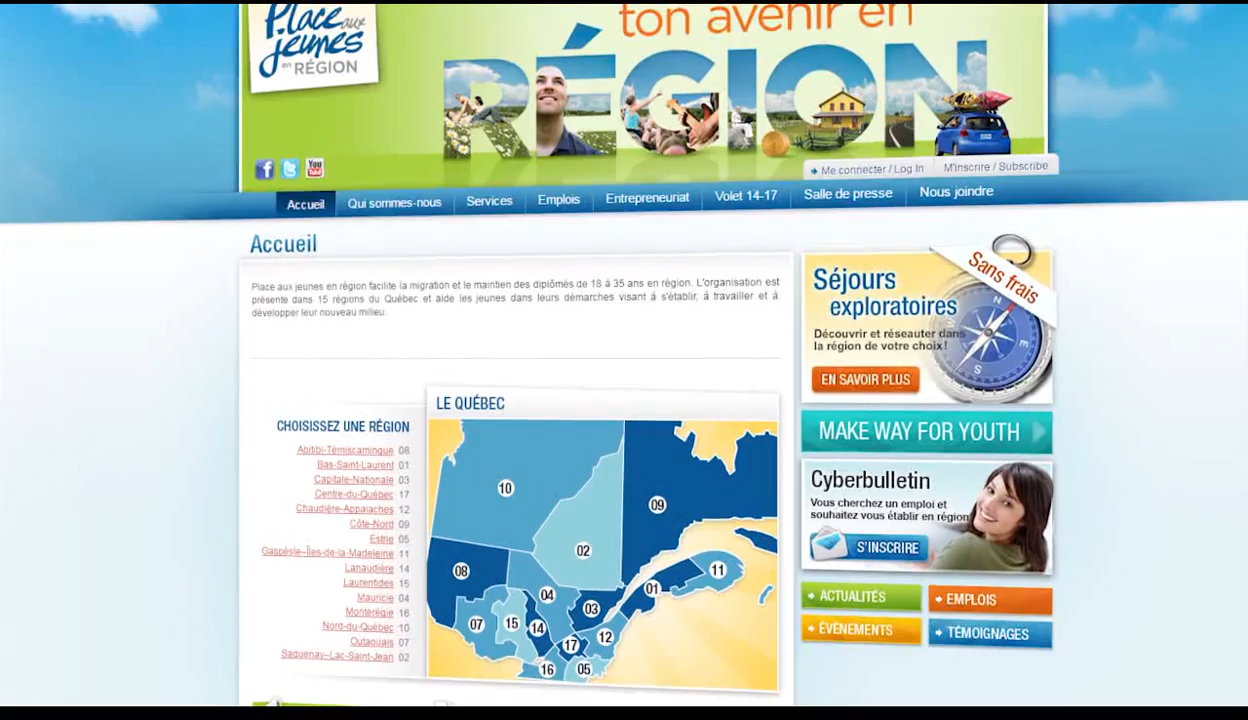 Place aux
jeunes
en RÉGION
ton avenir en
RÉGION
f
You
Tube
Me connecter / Log In
M'inscrire / Subscribe
Accueil
Qui sommes-nous
Services
Emplois
Entrepreneuriat
Volet 14-17
Salle de presse
Nous joindre
Accueil
Place aux jeunes en région facilite la migration et le maintien des diplômés de 18 à 35 ans en région. L'organisation est
présente dans 15 régions du Québec et aide les jeunes dans leurs démarches visant à s'établir, à travailler et à
développer leur nouveau milieu.
CHOISISSEZ UNE RÉGION
Abitibi-Témiscamingue 08
Bas-Saint-Laurent 01
Capitale-Nationale 03
Centre-du-Québec 17
Chaudière-Appalaches 12
Côte-Nord 09
Estrie 05
Gaspésie–Îles-de-la-Madeleine 11
Lanaudière 14
Laurentides 15
Mauricie 04
Montérégie 16
Nord-du-Québec 10
Outaouais 07
Saguenay–Lac-Saint-Jean 02
LE QUÉBEC
10
09
02
08
11
01
04
03
07
15
14
12
17
16
05
Séjours
exploratoires
Sans frais
Découvrir et réseauter dans
la région de votre choix!
EN SAVOIR PLUS
N
E
S
MAKE WAY FOR YOUTH
Cyberbulletin
Vous cherchez un emploi et
souhaitez vous établir en région
S'INSCRIRE
ACTUALITÉS
EMPLOIS
ÉVÈNEMENTS
TÉMOIGNAGES